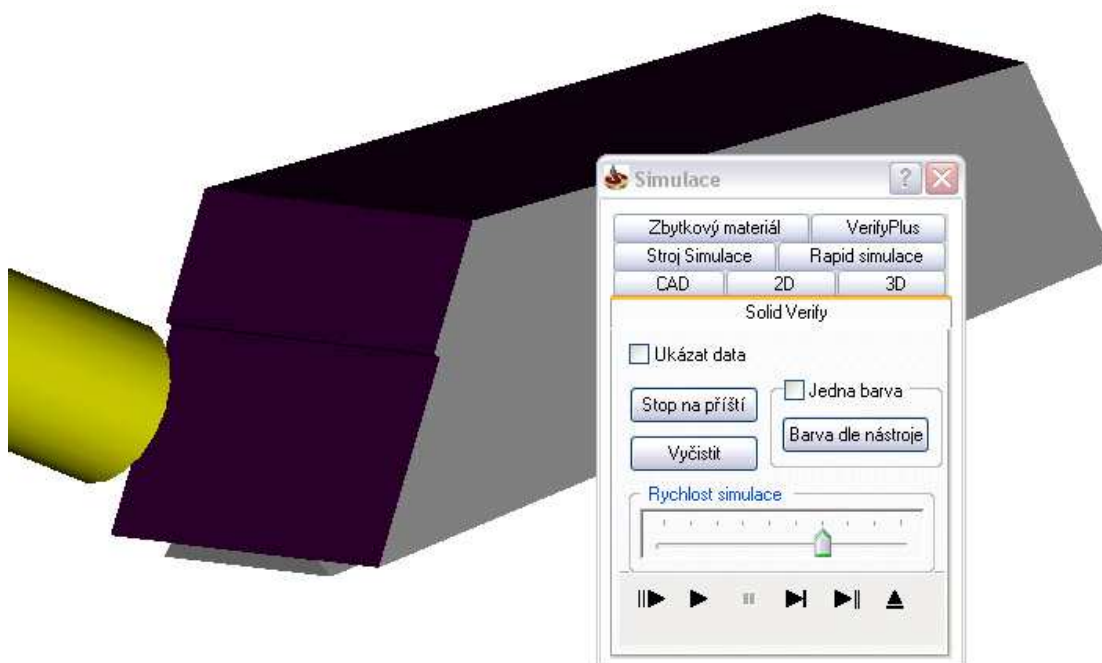 Simulace
Zbytkový materiál VerifyPlus
Stroj Simulace Rapid simulace
CAD 2D 3D
Solid Verify
Ukázat data
Jedna barva
Stop na příští
Barva dle nástroje
Vyčistit
Rychlost simulace